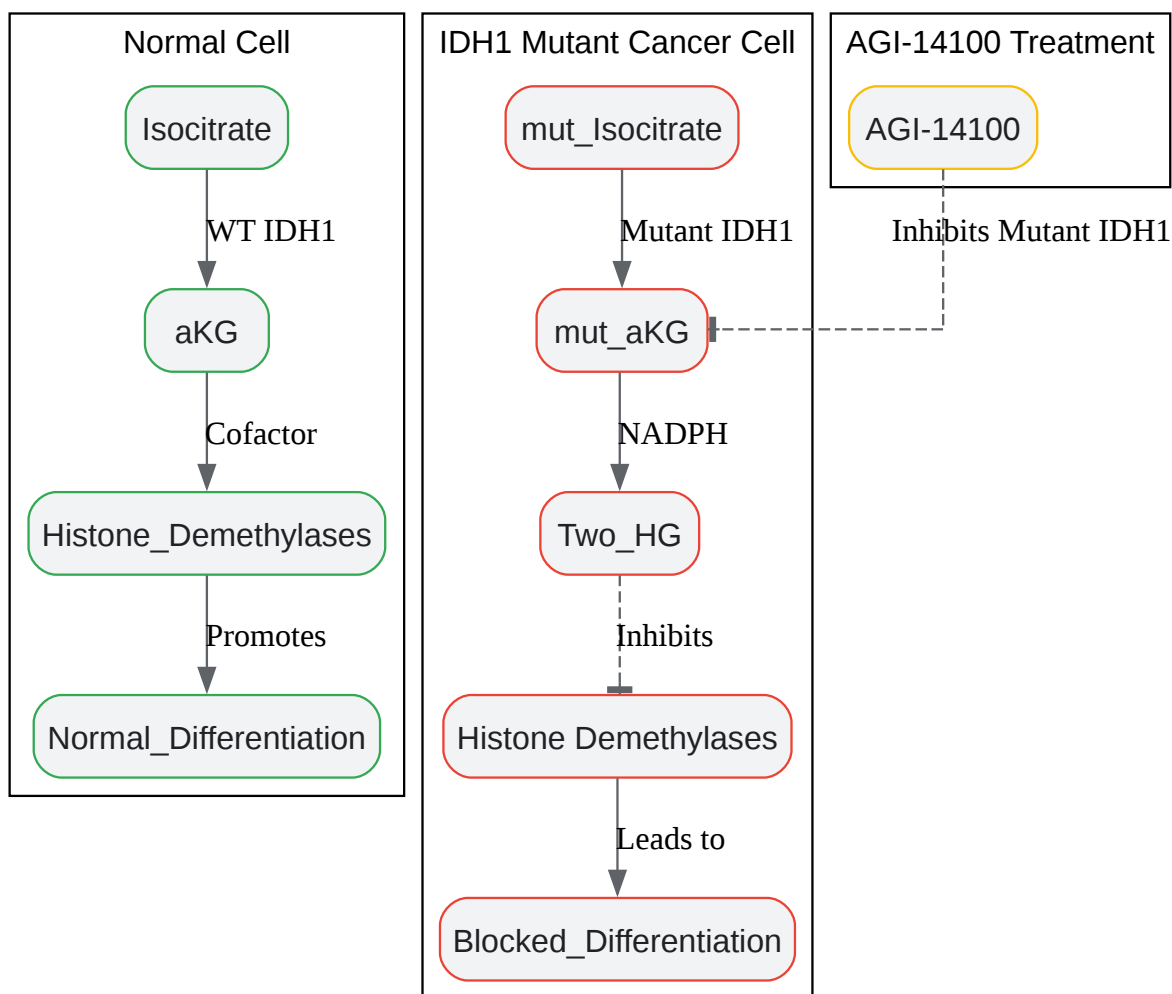 Normal Cell
Isocitrate
WT IDH1
aKG
Cofactor
Histone_Demethylases
Promotes
Normal_Differentiation
IDH1 Mutant Cancer Cell
mut_Isocitrate
Mutant IDH1
mut_aKG
NADPH
Two_HG
Inhibits
Histone Demethylases
Leads to
Blocked_Differentiation
AGI-14100 Treatment
AGI-14100
Inhibits Mutant IDH1